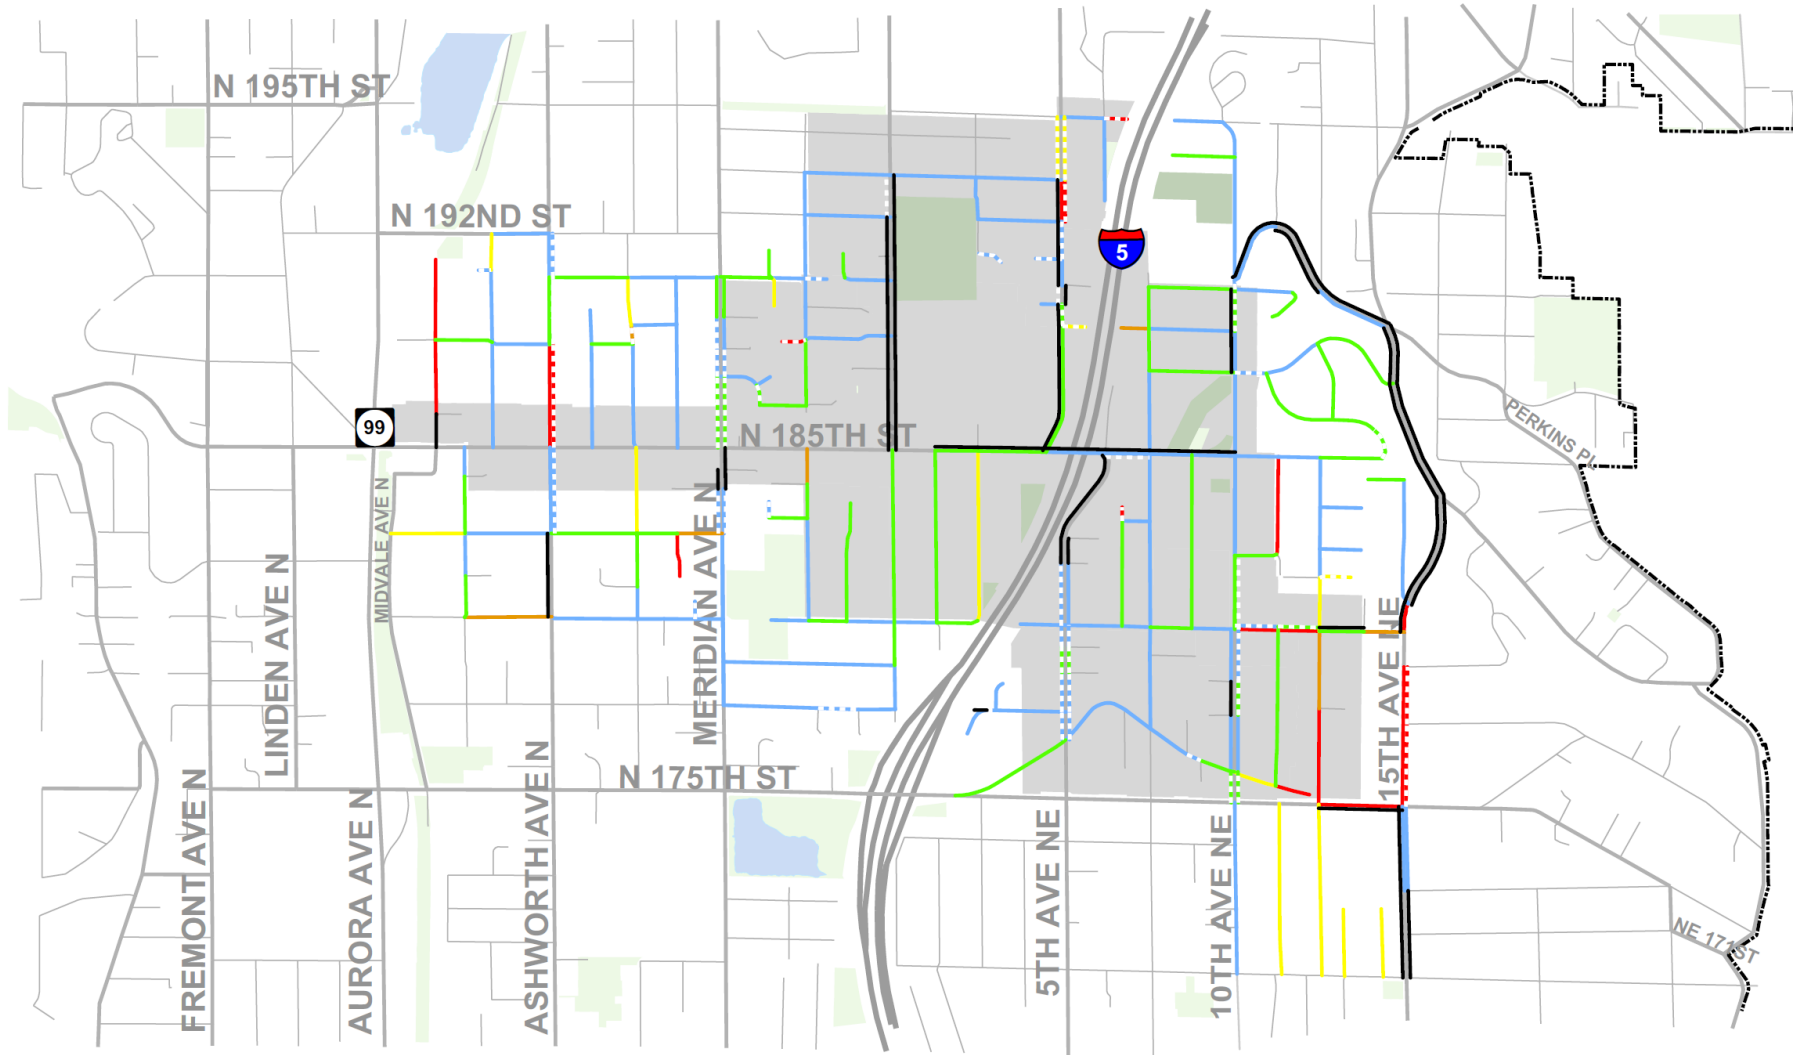 N 195TH ST
N 192ND ST
5
PERKINS PL
99
N 185TH ST
MIDVALE AVE N
MERIDIAN AVE N
LINDEN AVE N
15TH AVE NE
N 175TH ST
FREMONT AVE N
AURORA AVE N
ASHWORTH AVE N
5TH AVE NE
10TH AVE NE
NE 171ST